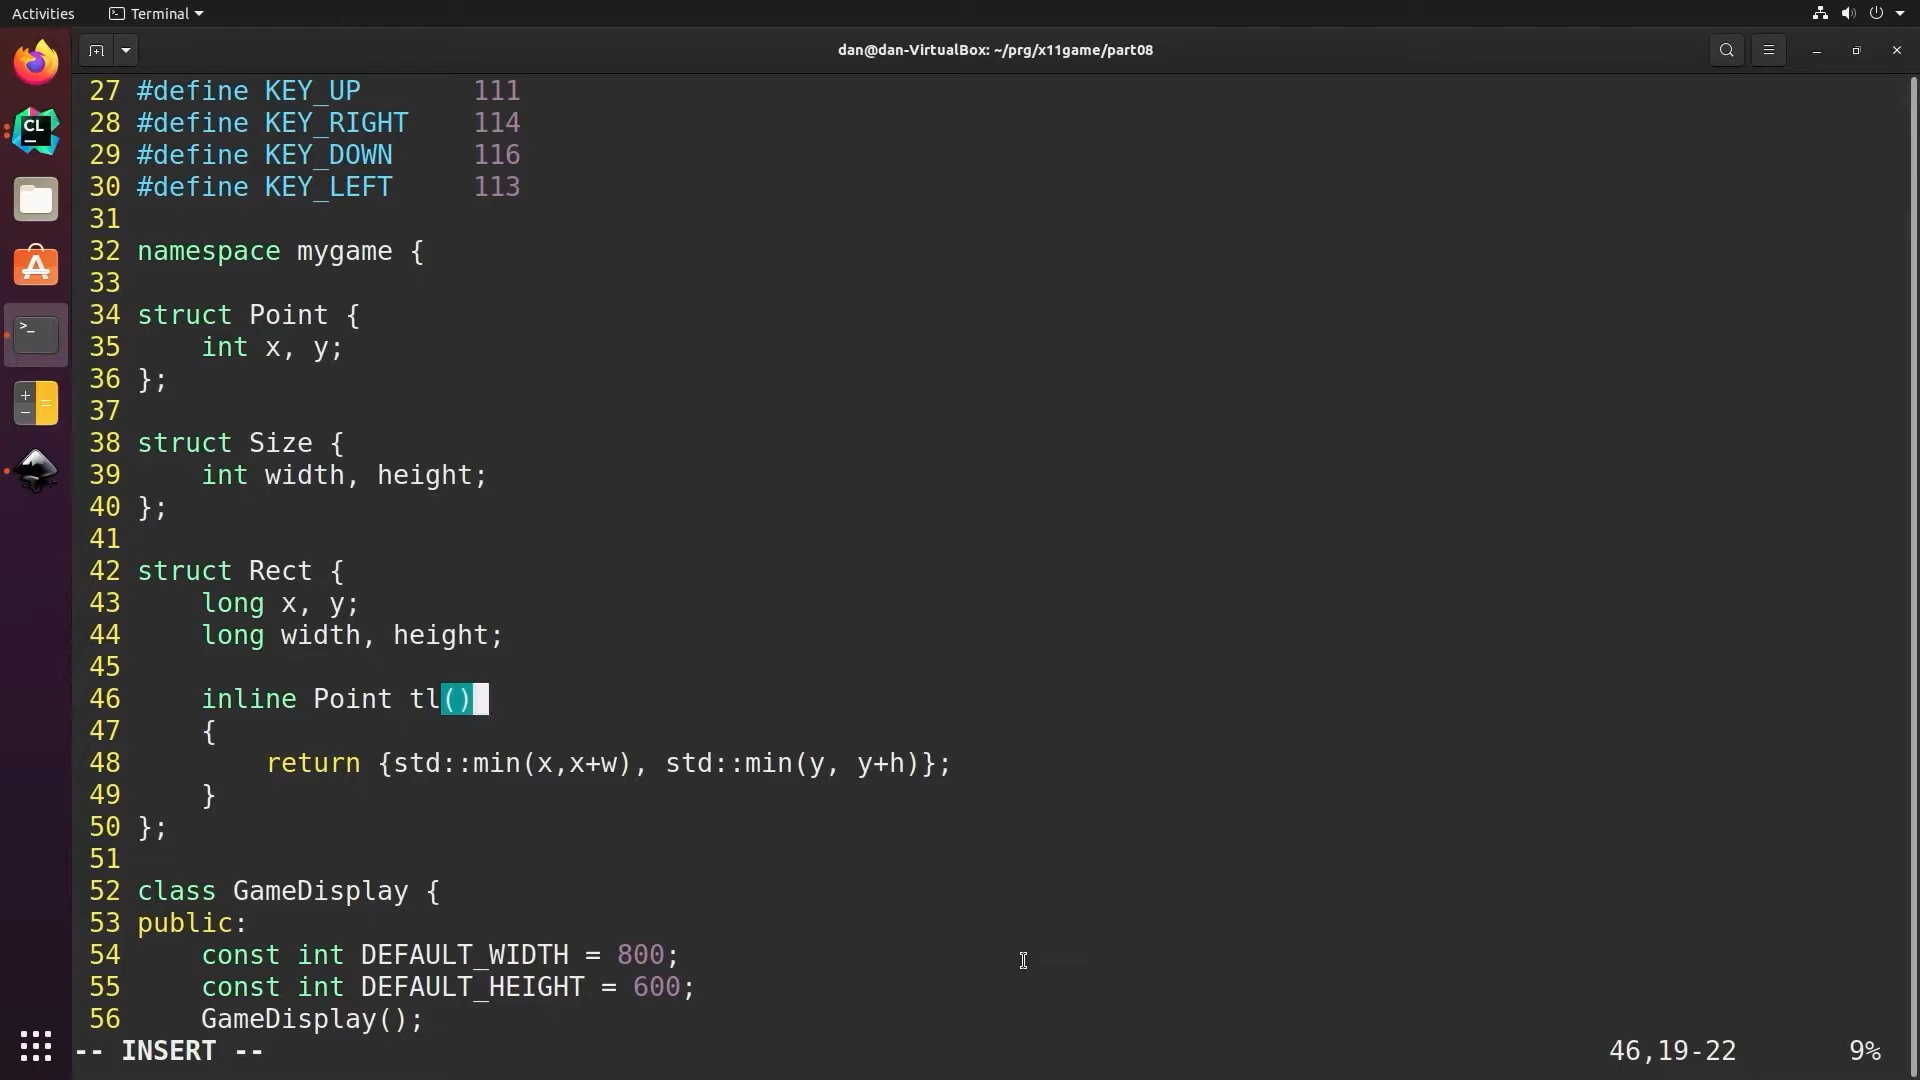 Activities
Terminal
dan@dan-VirtualBox: ~/prg/x11game/part08
27 #define KEY_UP       111
28 #define KEY_RIGHT    114
29 #define KEY_DOWN     116
30 #define KEY_LEFT     113
31
32 namespace mygame {
33
34 struct Point {
35     int x, y;
36 };
37
38 struct Size {
39     int width, height;
40 };
41
42 struct Rect {
43     long x, y;
44     long width, height;
45
46     inline Point tl()
47     {
48         return {std::min(x,x+w), std::min(y, y+h)};
49     }
50 };
51
52 class GameDisplay {
53 public:
54     const int DEFAULT_WIDTH = 800;
55     const int DEFAULT_HEIGHT = 600;
56     GameDisplay();
-- INSERT --                    46,19-22       9%
CL
>_